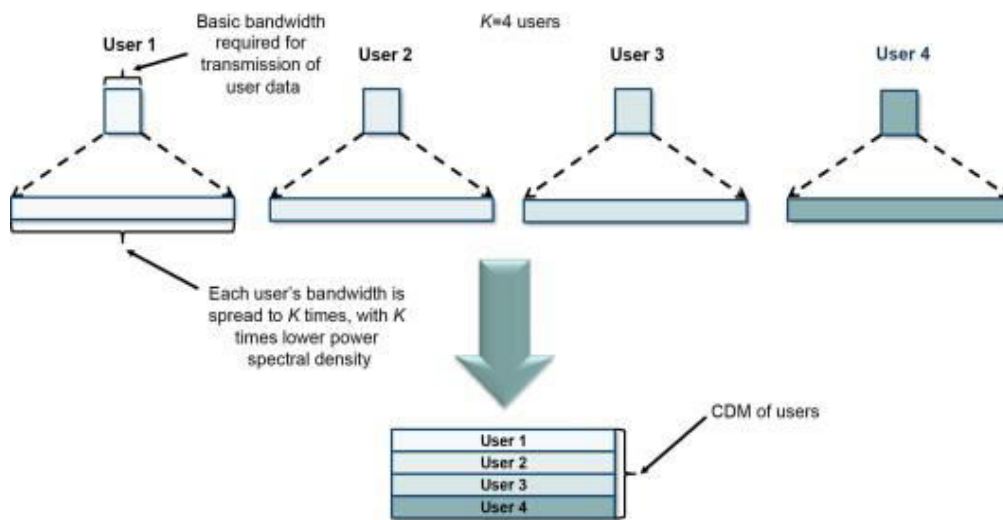 Basic bandwidth
required for
transmission of
user data
K=4 users
User 1
User 2
User 3
User 4
Each user's bandwidth is
spread to K times, with K
times lower power
spectral density
CDM of users
User 1
User 2
User 3
User 4